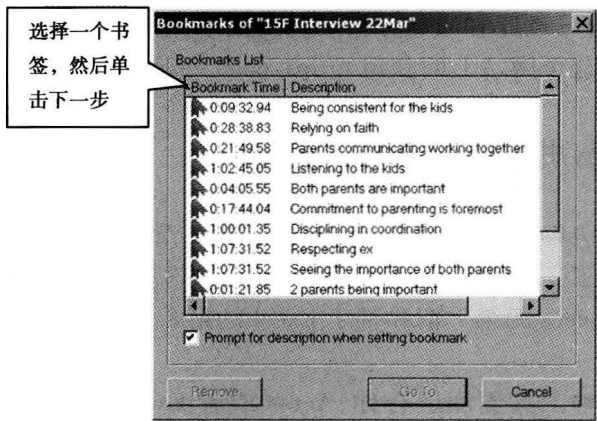 选择一个书
签，然后单
击下一步
Bookmarks of "15F Interview 22Mar"
Bookmarks List
Bookmark Time Description
0:09:32.94 Being consistent for the kids
0:28:38.83 Relying on faith
0:21:49.58 Parents communicating working together
1:02:45.05 Listening to the kids
0:04:05.55 Both parents are important
0:17:44.04 Commitment to parenting is foremost
1:00:01.35 Disciplining in coordination
1:07:31.52 Respecting ex
1:07:31.52 Seeing the importance of both parents
0:01:21.85 2 parents being important
Prompt for description when setting bookmark
Remove Go To Cancel